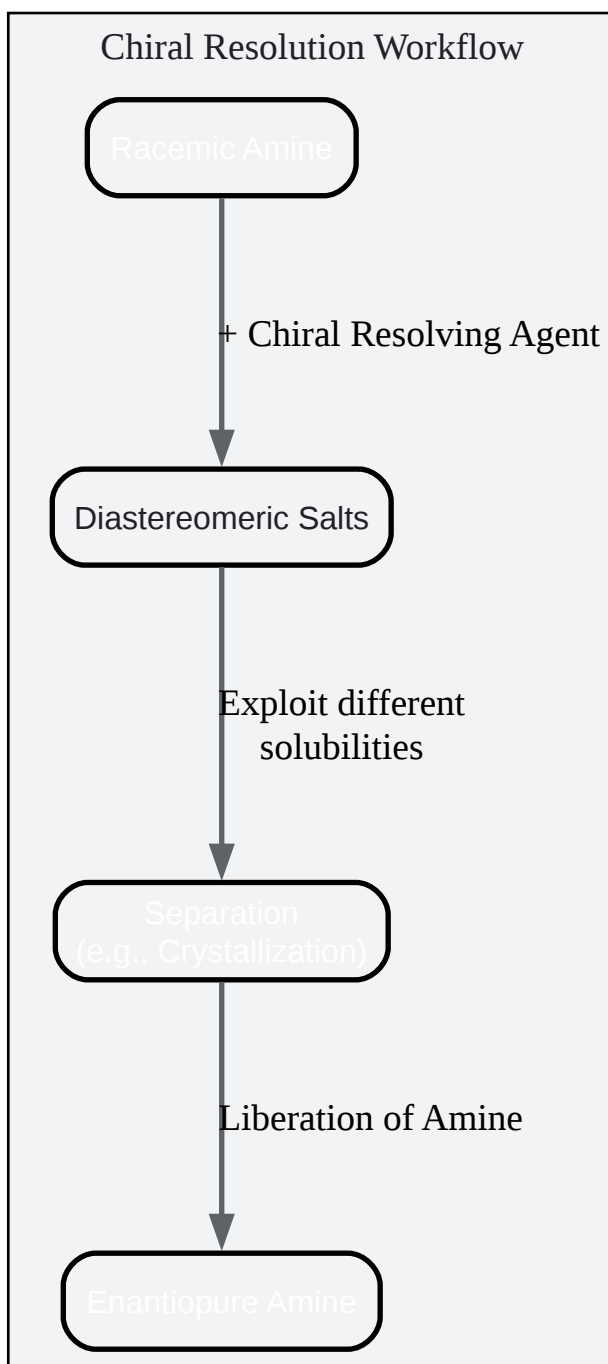 Chiral Resolution Workflow
Racemic Amine
+ Chiral Resolving Agent
Diastereomeric Salts
Exploit different
solubilities
Separation
(e.g., Crystallization)
Liberation of Amine
Enantiopure Amine